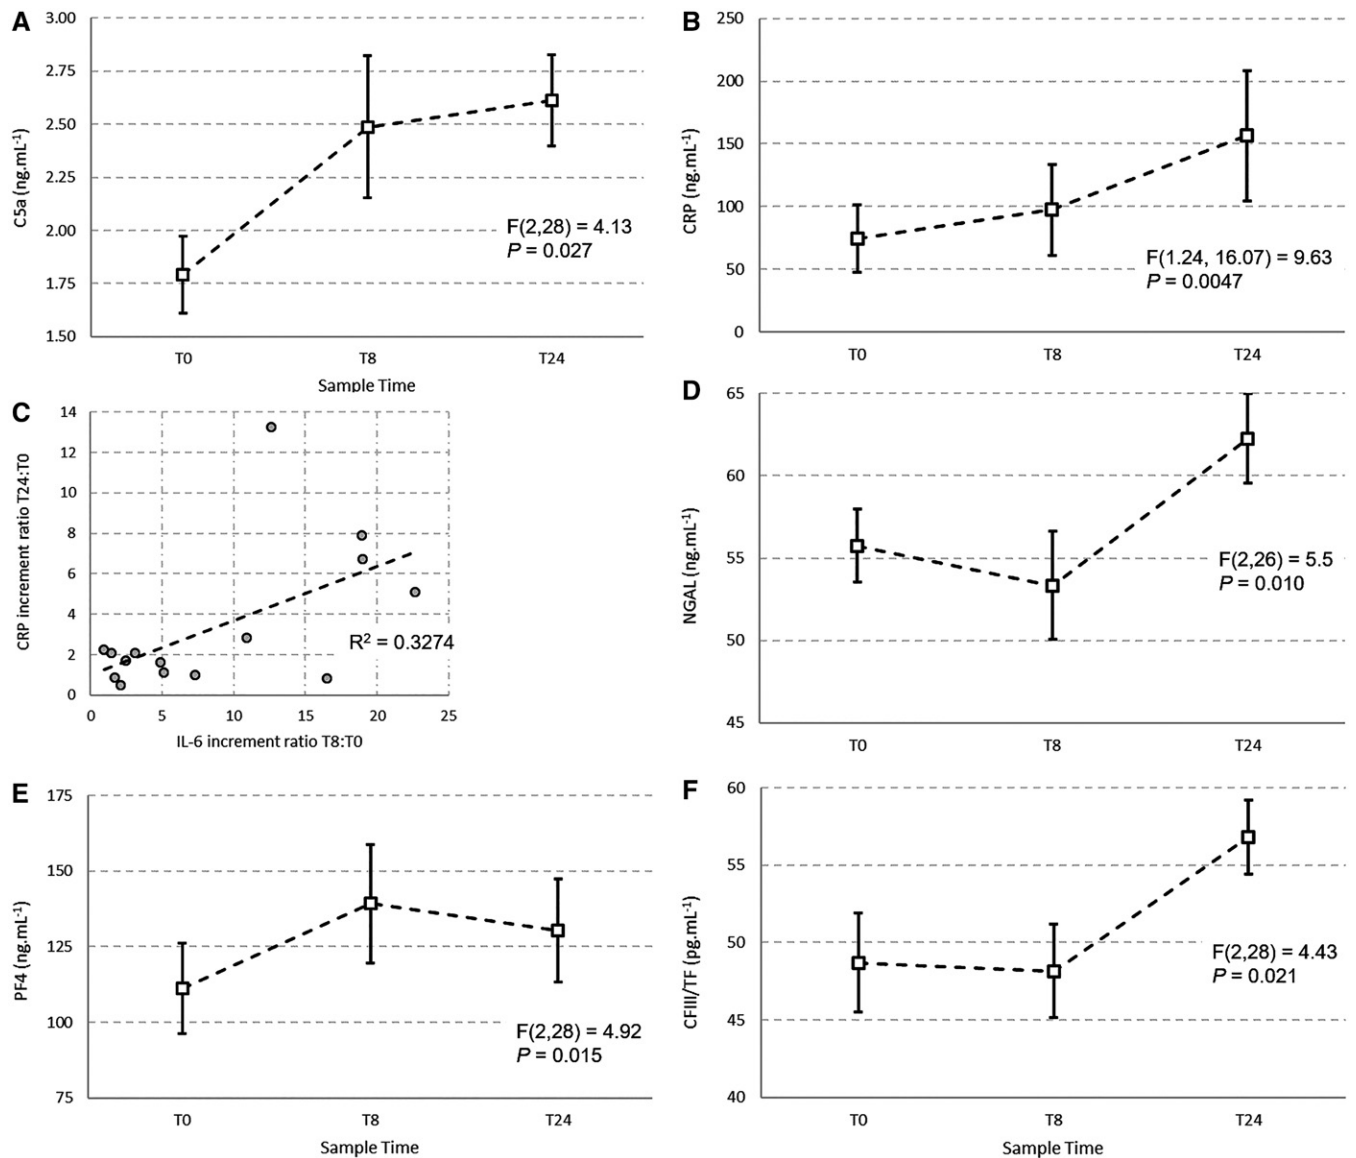 A
3.00
2.75
2.50
2.25
2.00
1.75
1.50
C5a (ng.mL-1)
F(2,28) = 4.13
P = 0.027
T0 T8 T24
Sample Time
B
250
200
150
100
50
0
CRP (ng.mL-1)
F(1.24, 16.07) = 9.63
P = 0.0047
T0 T8 T24
C
14
12
10
8
6
4
2
0
CRP increment ratio T24:T0
R2 = 0.3274
0 5 10 15 20 25
IL-6 increment ratio T8:T0
D
65
60
55
50
45
NGAL (ng.mL-1)
F(2,26) = 5.5
P = 0.010
T0 T8 T24
E
175
150
125
100
75
PF4 (ng.mL-1)
F(2,28) = 4.92
P = 0.015
T0 T8 T24
Sample Time
F
60
55
50
45
40
CFIII/TF (pg.mL-1)
F(2,28) = 4.43
P = 0.021
T0 T8 T24
Sample Time